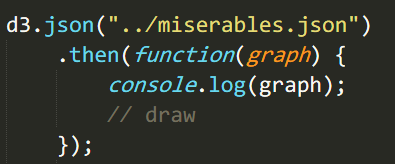 d3.json("../miserables.json")
    .then(function(graph) {
        console.log(graph);
        // draw
    });